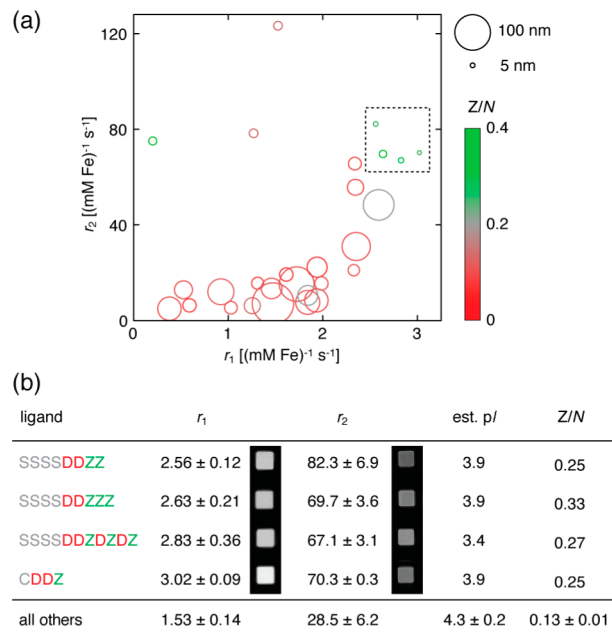 (a)
120
80
40
0
r₂ [(mM Fe)⁻¹ s⁻¹]
0 1 2 3
r₁ [(mM Fe)⁻¹ s⁻¹]
100 nm
5 nm
Z/N
0.4
0.2
0
(b)
ligand r₁ r₂ est. pI Z/N
SSSSDDZZ 2.56 ± 0.12 82.3 ± 6.9 3.9 0.25
SSSSDDZZZ 2.63 ± 0.21 69.7 ± 3.6 3.9 0.33
SSSSDDZDZDZ 2.83 ± 0.36 67.1 ± 3.1 3.4 0.27
CDDZ 3.02 ± 0.09 70.3 ± 0.3 3.9 0.25
all others 1.53 ± 0.14 28.5 ± 6.2 4.3 ± 0.2 0.13 ± 0.01